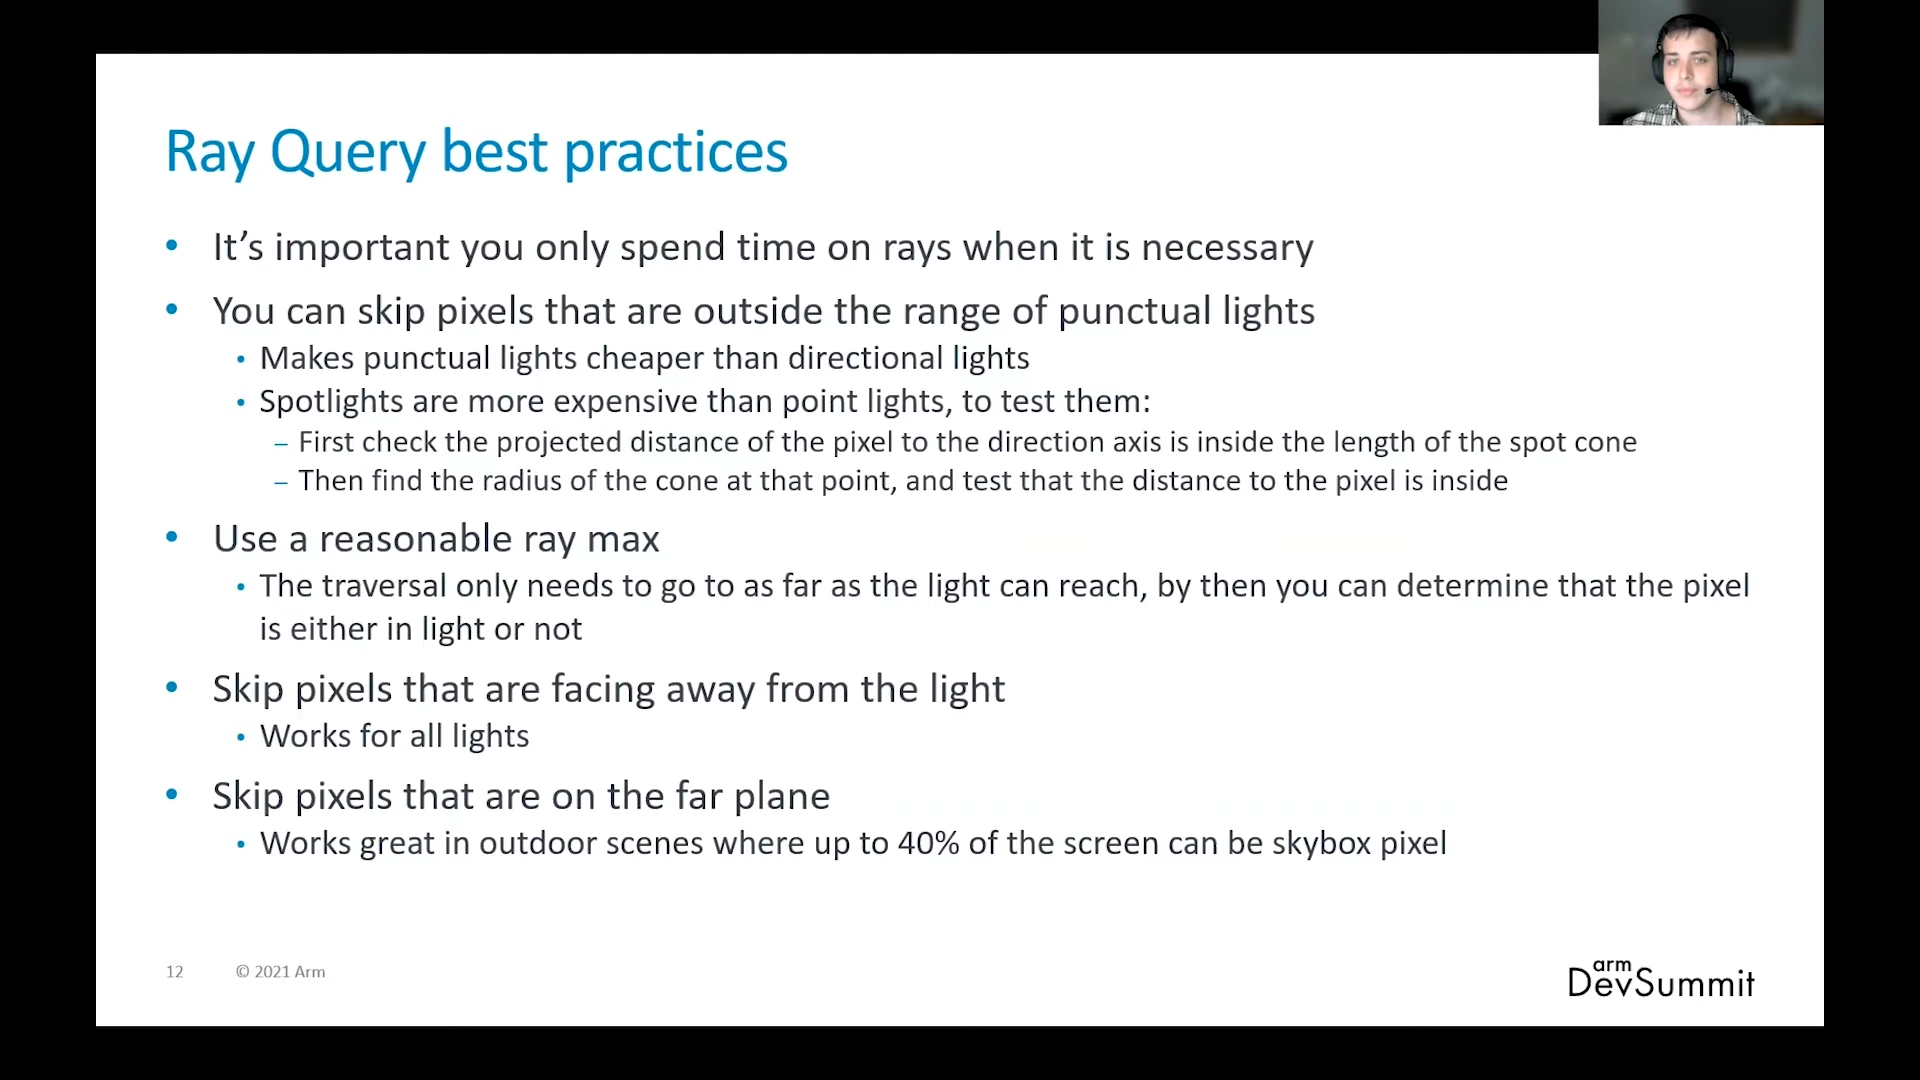 Ray Query best practices
• It's important you only spend time on rays when it is necessary
• You can skip pixels that are outside the range of punctual lights
• Makes punctual lights cheaper than directional lights
• Spotlights are more expensive than point lights, to test them:
– First check the projected distance of the pixel to the direction axis is inside the length of the spot cone
– Then find the radius of the cone at that point, and test that the distance to the pixel is inside
• Use a reasonable ray max
• The traversal only needs to go to as far as the light can reach, by then you can determine that the pixel
is either in light or not
• Skip pixels that are facing away from the light
• Works for all lights
• Skip pixels that are on the far plane
• Works great in outdoor scenes where up to 40% of the screen can be skybox pixel
12 © 2021 Arm
arm
DevSummit